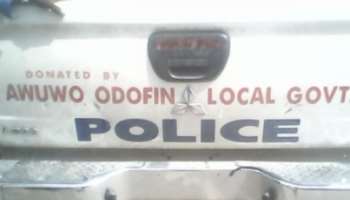 DONATED BY
AWUWO ODOFIN LOCAL GOVT.
POLICE